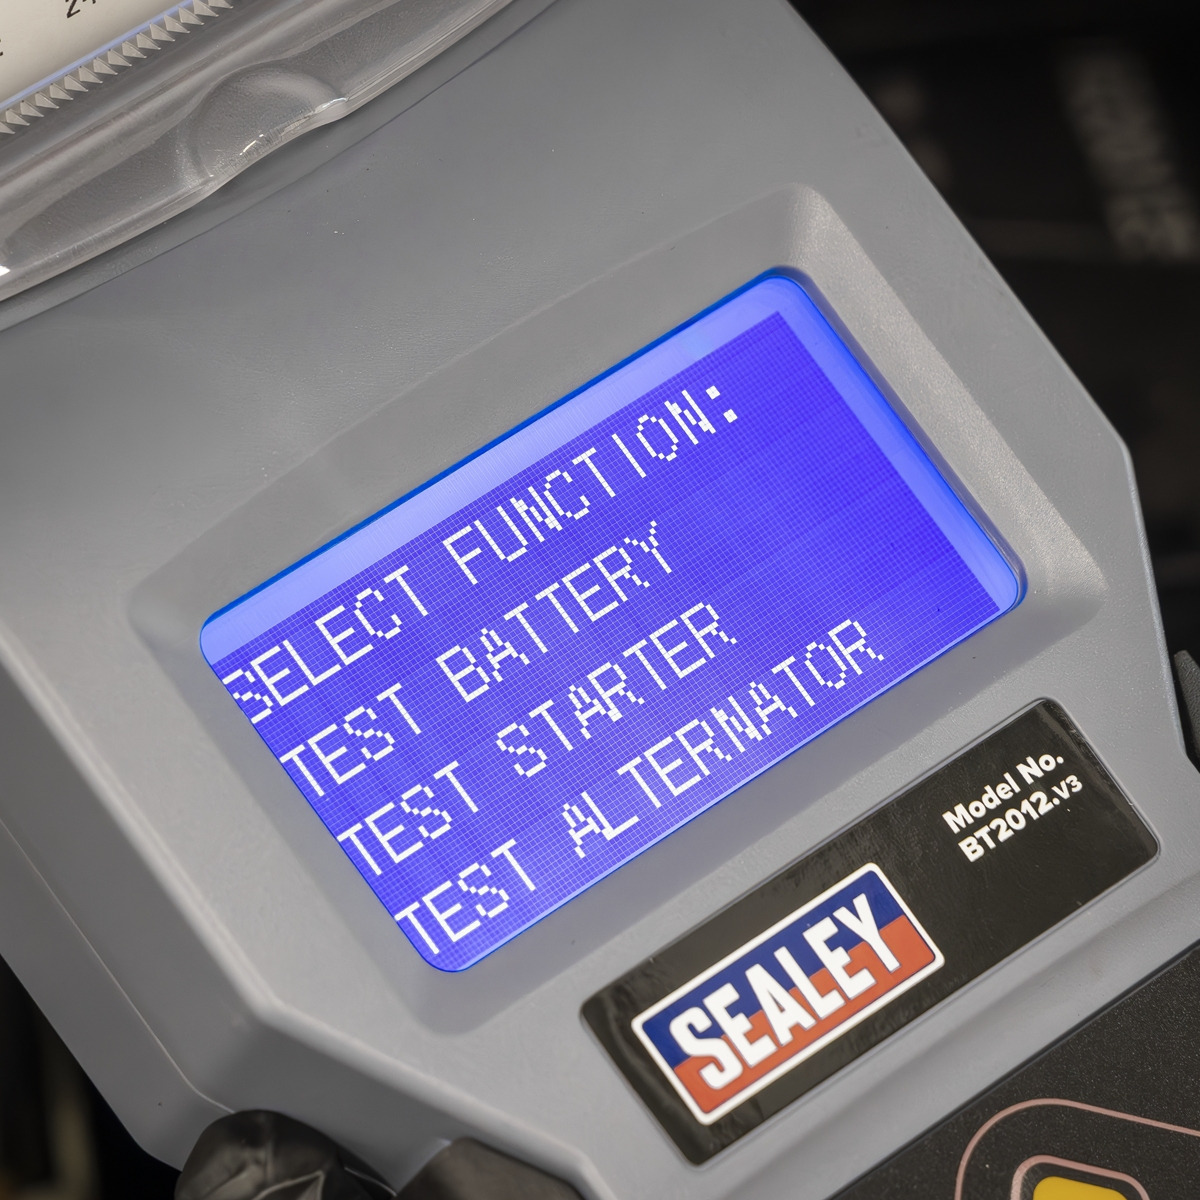 SELECT FUNCTION:
TEST BATTERY
TEST STARTER
TEST ALTERNATOR
Model No.
BT2012.V3
SEALEY